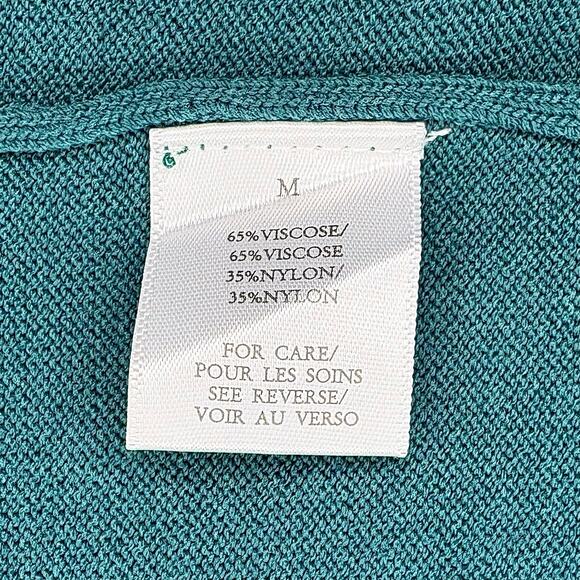 M
65%VISCOSE/
65%VISCOSE
35%NYLON/
35%NYLON
FOR CARE/
POUR LES SOINS
SEE REVERSE/
VOIR AU VERSO